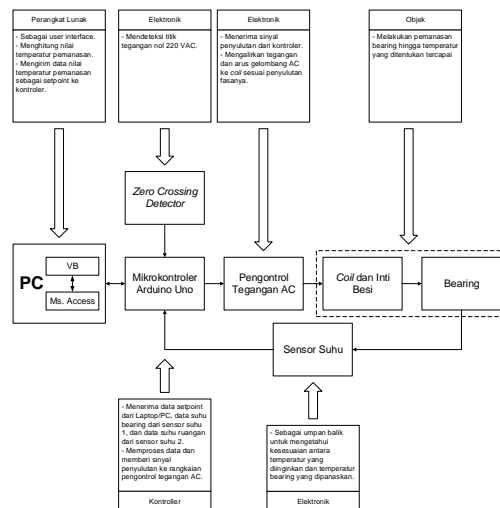 Perangkat Lunak
- Sebagai user interface.
- Menghitung nilai
temperatur pemanasan.
- Mengirim data nilai
temperatur pemanasan
sebagai setpoint ke
kontroler.
Elektronik
- Mendeteksi titik
tegangan nol 220 VAC.
Elektronik
- Menerima sinyal
penyulutan dari kontroler.
- Mengalirkan tegangan
dan arus gelombang AC
ke coil sesuai penyulutan
fasanya.
Objek
- Melakukan pemanasan
bearing hingga temperatur
yang ditentukan tercapai
Zero Crossing
Detector
PC
VB
Ms. Access
Mikrokontroler
Arduino Uno
Pengontrol
Tegangan AC
Coil dan Inti
Besi
Bearing
Sensor Suhu
- Menerima data setpoint
dari Laptop/PC, data suhu
bearing dari sensor suhu
1, dan data suhu ruangan
dari sensor suhu 2.
- Memproses data dan
memberi sinyal
penyulutan ke rangkaian
pengontrol tegangan AC.
Kontroller
- Sebagai umpan balik
untuk mengetahui
kesesuaian antara
temperatur yang
diinginkan dan temperatur
bearing yang dipanaskan.
Elektronik